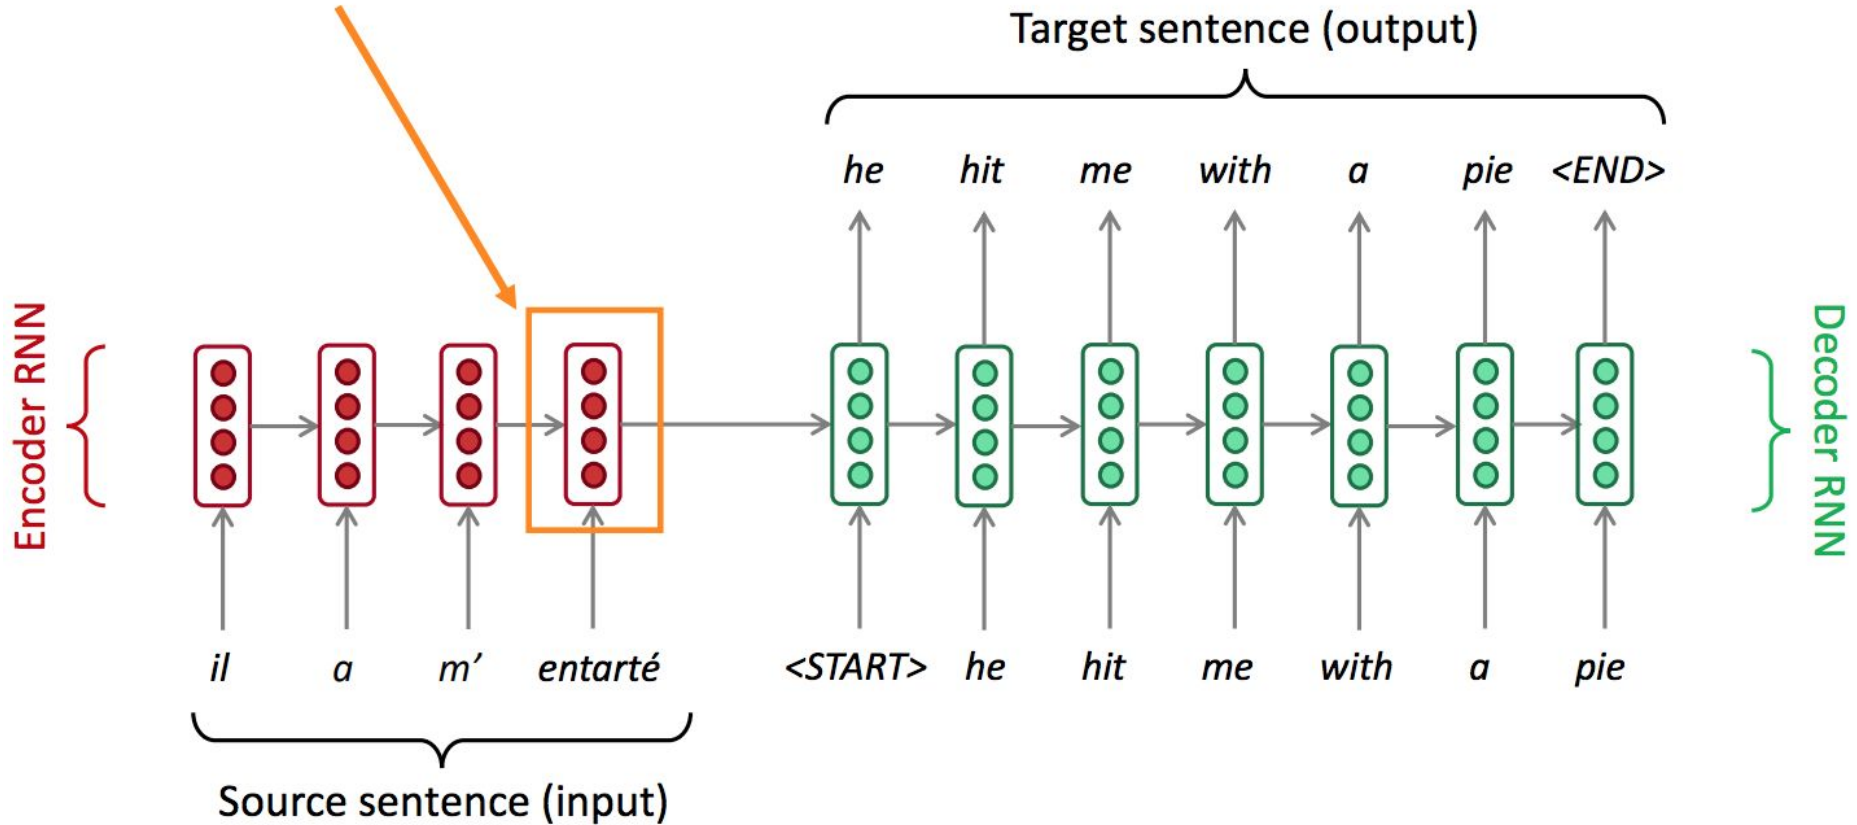 Target sentence (output)
he hit me with a pie <END>
Encoder RNN
Decoder RNN
il a m’ entarté
<START> he hit me with a pie
Source sentence (input)